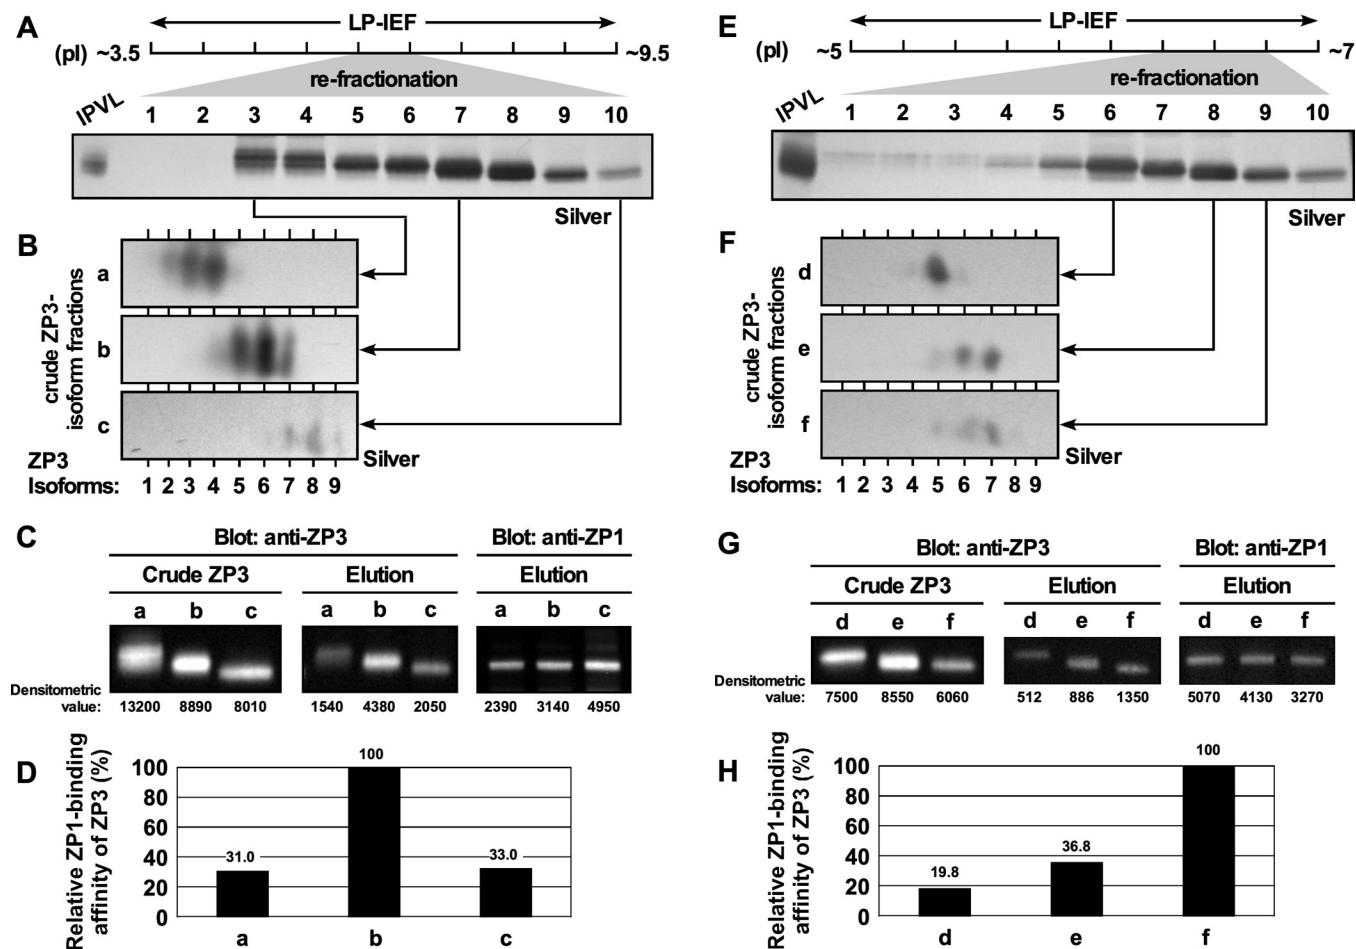 A
LP-IEF
(pI) ~3.5 ~9.5
re-fractionation
IPVL 1 2 3 4 5 6 7 8 9 10
Silver
B
crude ZP3-
isoform fractions
a
b
c
Silver
ZP3
Isoforms: 1 2 3 4 5 6 7 8 9
C
Blot: anti-ZP3 Blot: anti-ZP1
Crude ZP3 Elution Elution
a b c a b c a b c
Densitometric
value: 13200 8890 8010 1540 4380 2050 2390 3140 4950
D
Relative ZP1-binding
affinity of ZP3 (%)
100
80
60
40
20
0
31.0
100
33.0
a b c
E
LP-IEF
(pI) ~5 ~7
re-fractionation
IPVL 1 2 3 4 5 6 7 8 9 10
Silver
F
crude ZP3-
isoform fractions
d
e
f
Silver
ZP3
Isoforms: 1 2 3 4 5 6 7 8 9
G
Blot: anti-ZP3 Blot: anti-ZP1
Crude ZP3 Elution Elution
d e f d e f d e f
Densitometric
value: 7500 8550 6060 512 886 1350 5070 4130 3270
H
Relative ZP1-binding
affinity of ZP3 (%)
100
80
60
40
20
0
19.8
36.8
100
d e f